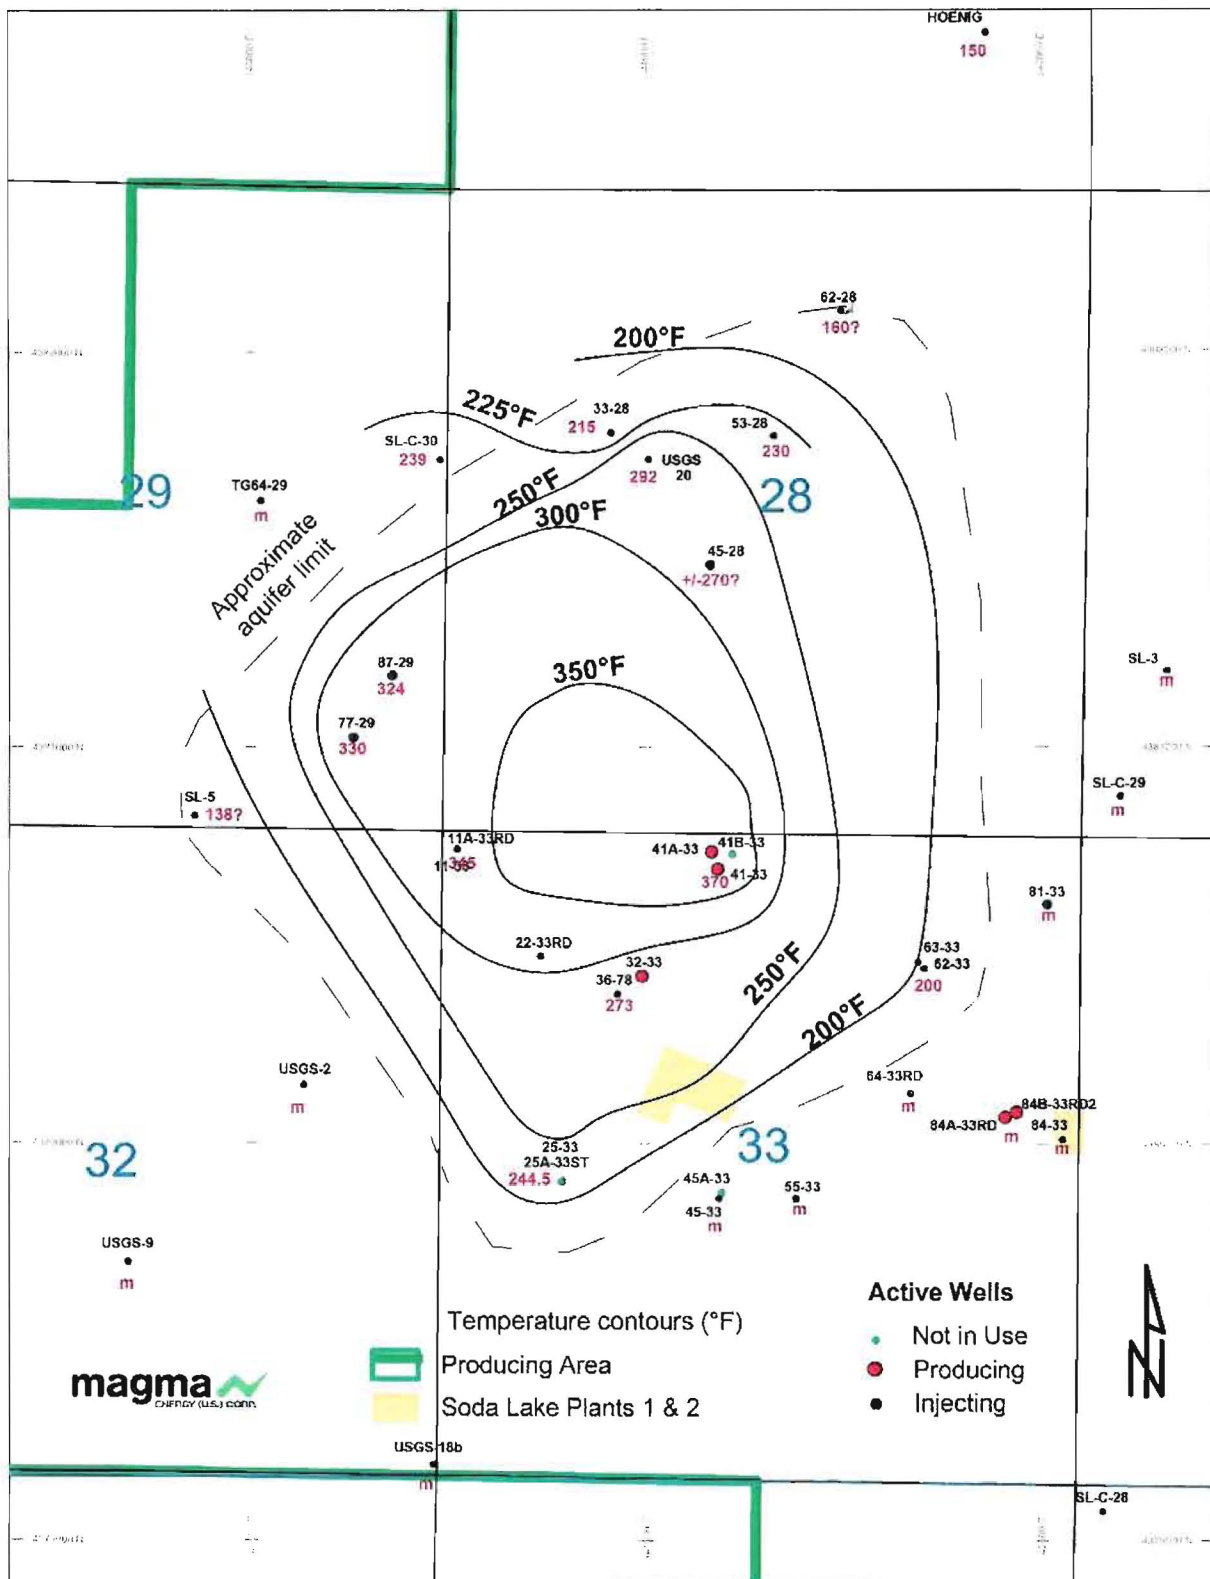 HOENIG
150
62-28
160?
200°F
225°F
33-28
215
53-28
230
SL-C-30
239
USGS
20
292
250°F
29
TG64-29
m
28
300°F
Approximate
aquifer limit
45-28
+/-270?
87-29
324
350°F
SL-3
m
77-29
330
SL-5
138?
SL-C-29
m
11A-33RD
345
41A-33
41B-33
41-33
370
81-33
m
22-33RD
32-33
36-78
273
250°F
63-33
62-33
200
200°F
USGS-2
m
64-33RD
m
84B-33RD2
84A-33RD
m
84-33
m
32
33
25-33
25A-33ST
244.5
45A-33
45-33
m
55-33
m
USGS-9
m
Temperature contours (°F)
Producing Area
Soda Lake Plants 1 & 2
Active Wells
Not in Use
Producing
Injecting
N
magma
ENERGY (U.S.) CORP.
USGS-18b
m
SL-C-28